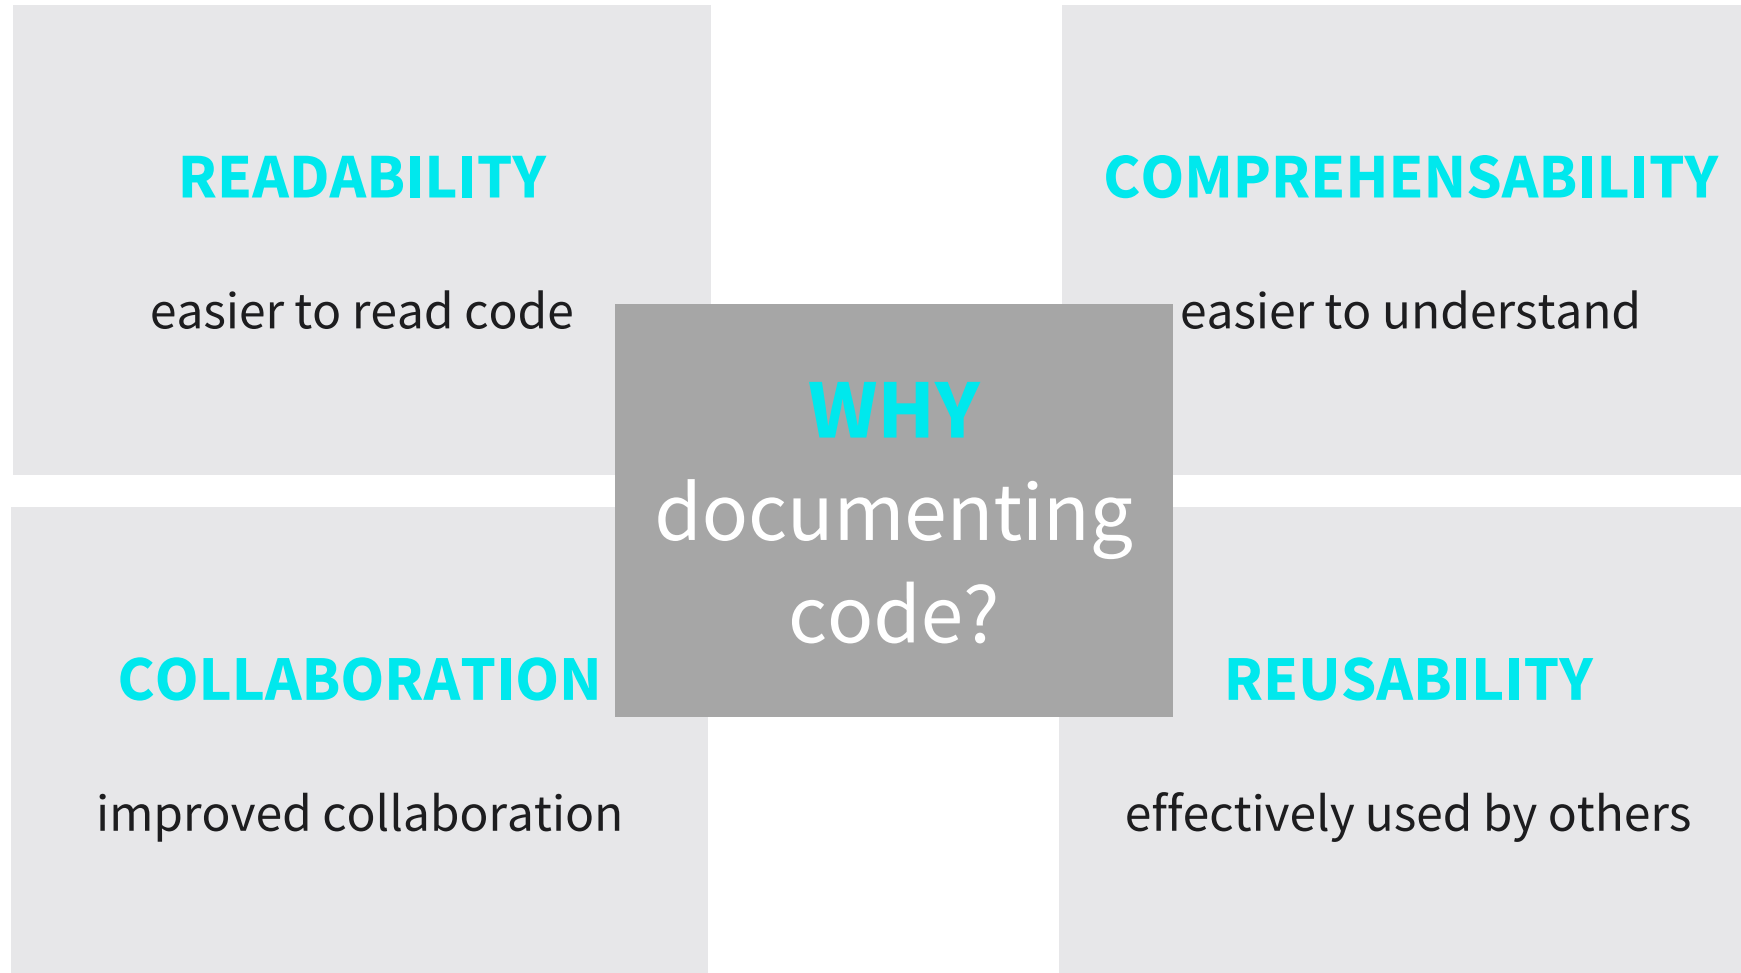 READABILITY
easier to read code
COMPREHENSABILITY
easier to understand
WHY
documenting
code?
COLLABORATION
improved collaboration
REUSABILITY
effectively used by others